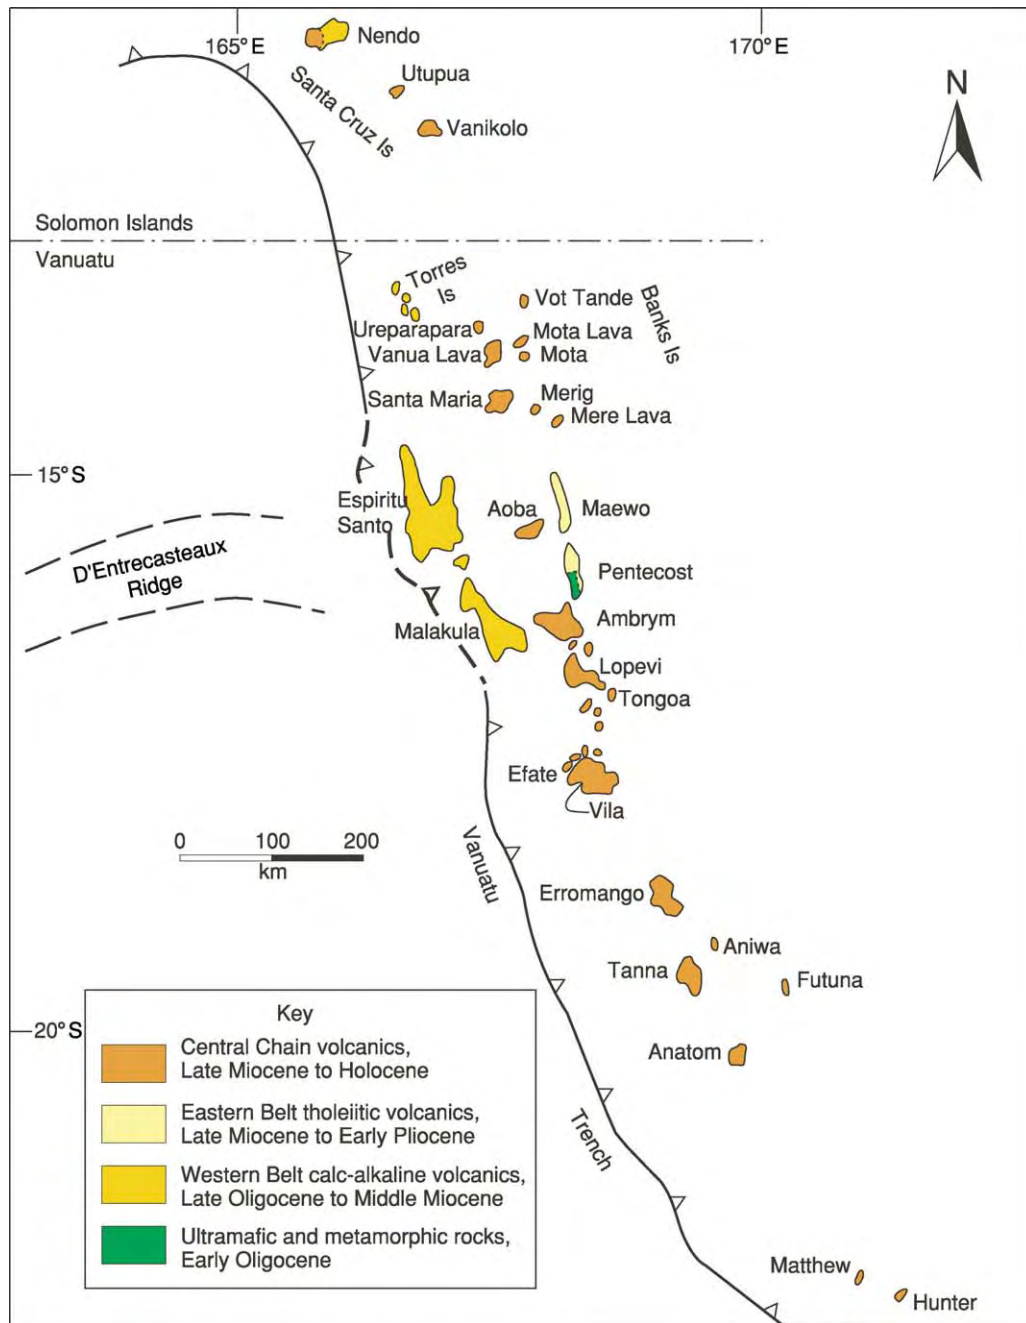 165°E
170°E
Nendo
Utupua
Santa Cruz Is
Vanikolo
N
Solomon Islands
Vanuatu
Torres
Is
Vot Tande
Banks Is
Ureparapara
Mota Lava
Vanua Lava
Mota
Santa Maria
Merig
Mere Lava
15°S
Espiritu
Santo
Aoba
Maewo
D'Entrecasteaux
Ridge
Pentecost
Ambrym
Malakula
Lopevi
Tongoa
Efate
Vila
0 100 200
km
Vanuatu
Erromango
Aniwa
Tanna
Futuna
20°S
Anatom
Key
Central Chain volcanics,
Late Miocene to Holocene
Eastern Belt tholeiitic volcanics,
Late Miocene to Early Pliocene
Western Belt calc-alkaline volcanics,
Late Oligocene to Middle Miocene
Ultramafic and metamorphic rocks,
Early Oligocene
Trench
Matthew
Hunter